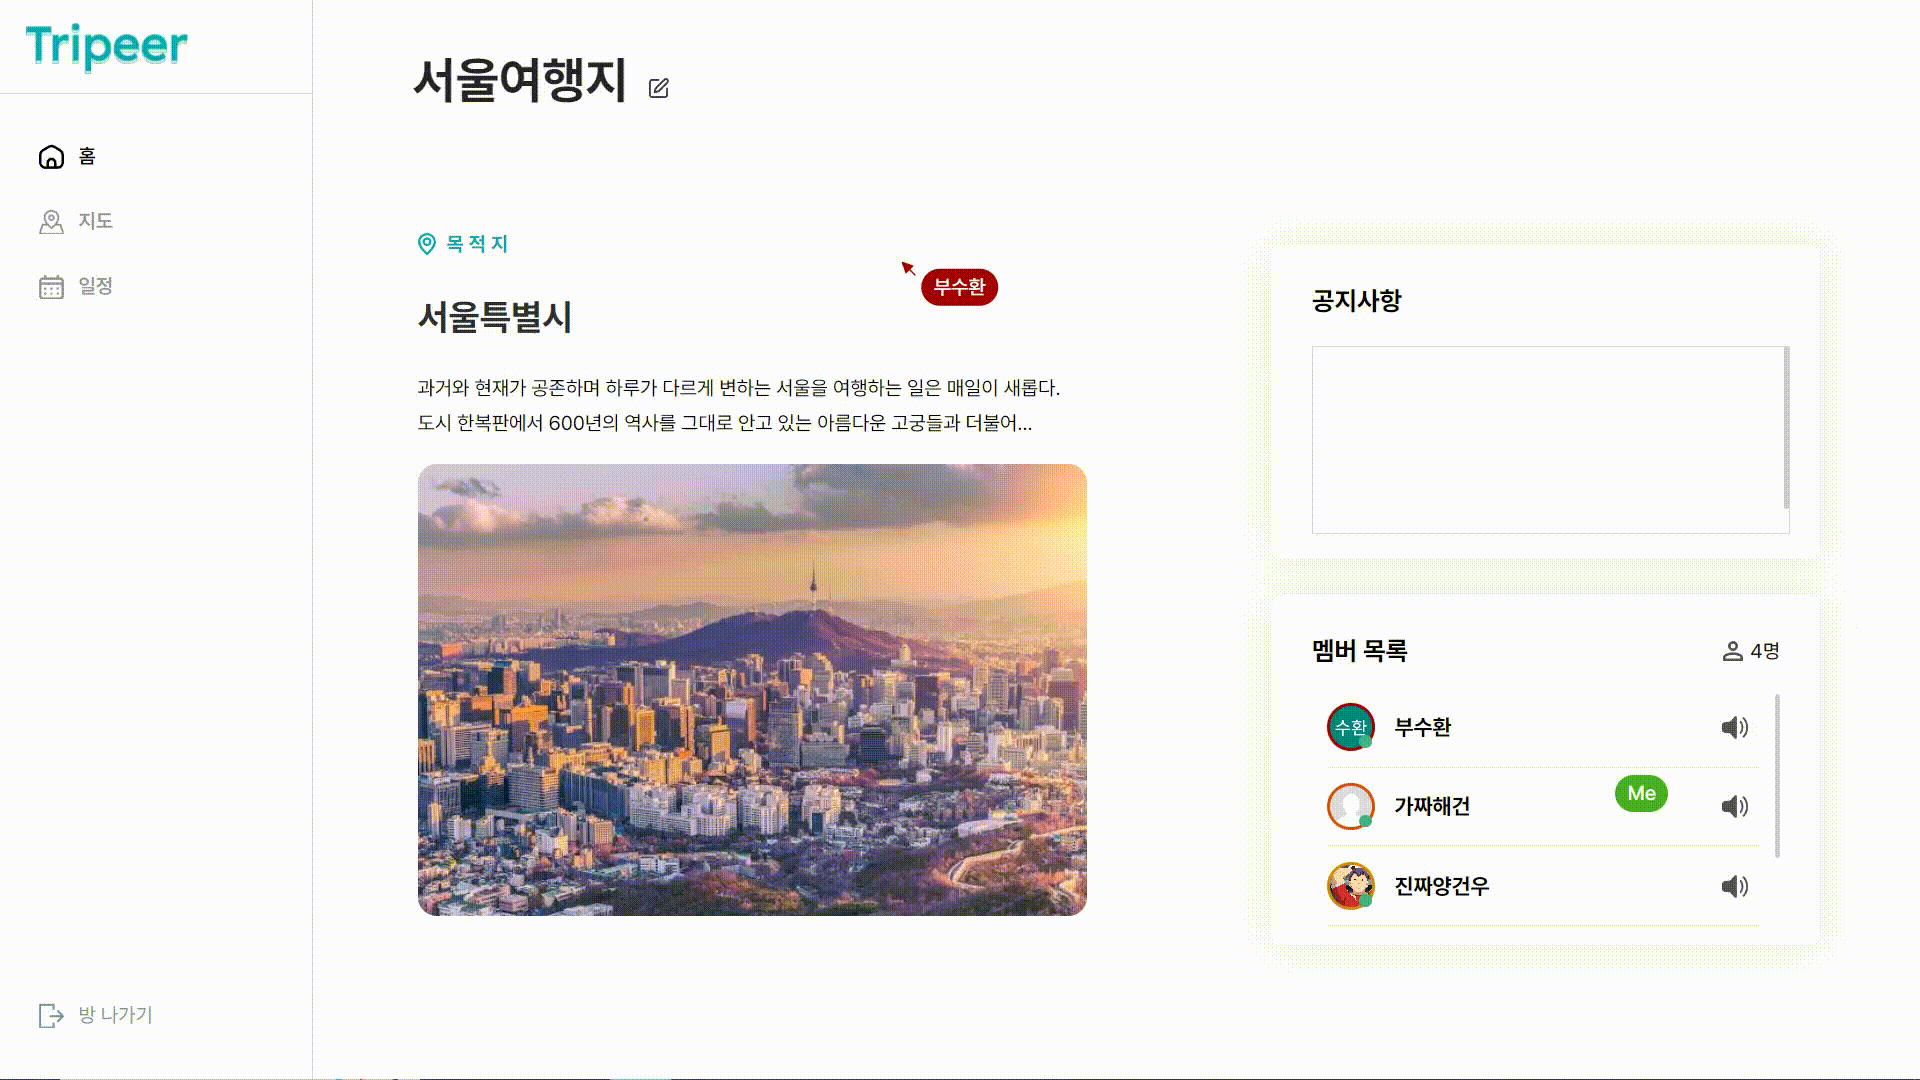 Tripeer
홈
지도
일정
방 나가기
서울여행지
목적지
부수환
서울특별시
과거와 현재가 공존하며 하루가 다르게 변하는 서울을 여행하는 일은 매일이 새롭다.
도시 한복판에서 600년의 역사를 그대로 안고 있는 아름다운 고궁들과 더불어...
공지사항
멤버 목록
4명
수환
부수환
가짜해건
Me
진짜양건우